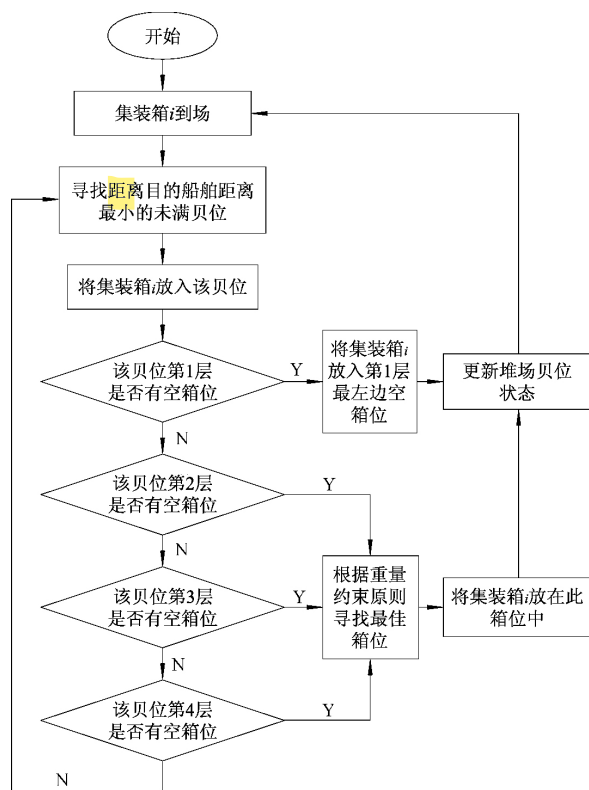 开始
集装箱i到场
寻找距离目的船舶距离
最小的未满贝位
将集装箱i放入该贝位
该贝位第1层
是否有空箱位
Y
将集装箱i
放入第1层
最左边空
箱位
更新堆场贝位
状态
N
该贝位第2层
是否有空箱位
Y
N
该贝位第3层
是否有空箱位
Y
根据重量
约束原则
寻找最佳
箱位
将集装箱i放在此
箱位中
N
该贝位第4层
是否有空箱位
Y
N